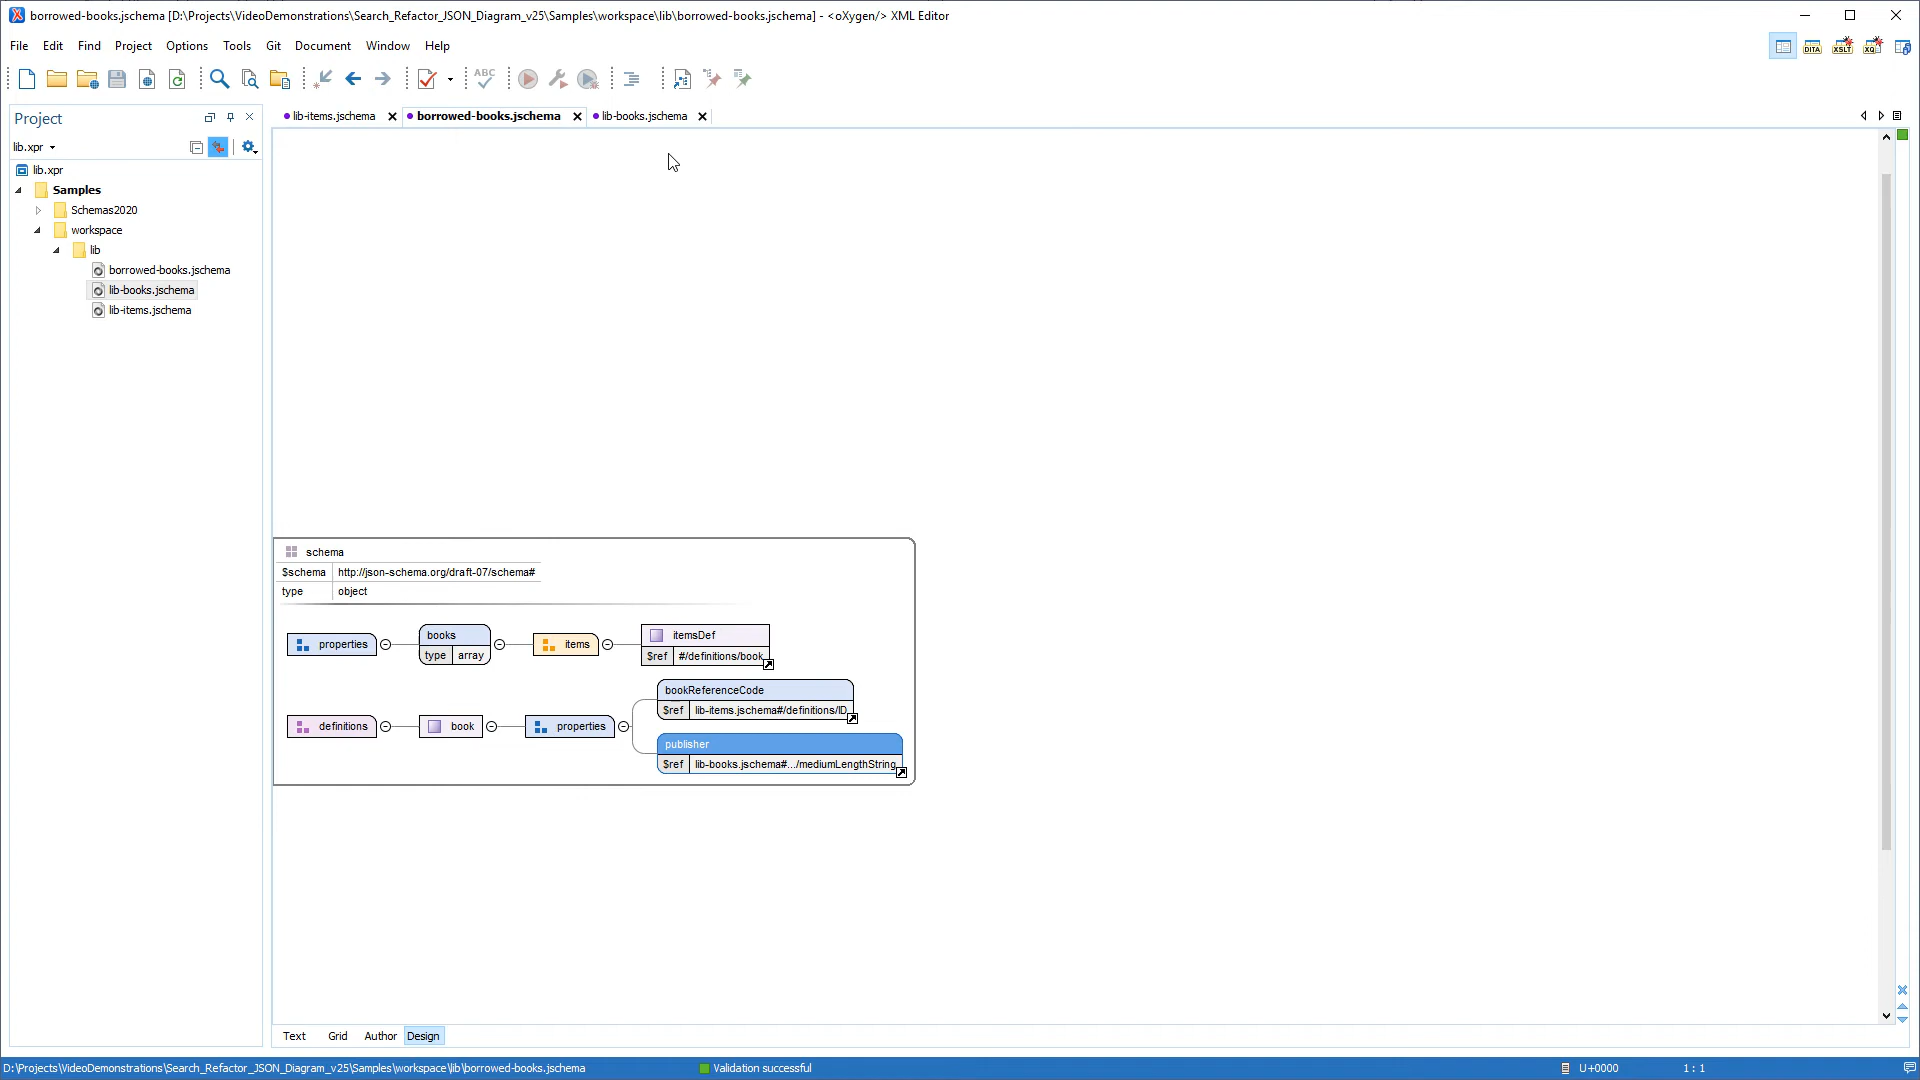 borrowed-books.jschema [D:\Projects\VideoDemonstrations\Search_Refactor_JSON_Diagram_v25\Samples\workspace\lib\borrowed-books.jschema] - <oXygen/> XML Editor
File Edit Find Project Options Tools Git Document Window Help
DITA XSLT XQ
ABC
Project
lib-items.jschema borrowed-books.jschema lib-books.jschema
lib.xpr
lib.xpr
Samples
Schemas2020
workspace
lib
borrowed-books.jschema
lib-books.jschema
lib-items.jschema
schema
$schema http://json-schema.org/draft-07/schema#
type object
properties
books
type array
items
itemsDef
$ref #/definitions/book
definitions
book
properties
bookReferenceCode
$ref lib-items.jschema#/definitions/ID
publisher
$ref lib-books.jschema#.../mediumLengthString
Text Grid Author Design
D:\Projects\VideoDemonstrations\Search_Refactor_JSON_Diagram_v25\Samples\workspace\lib\borrowed-books.jschema Validation successful U+0000 1 : 1